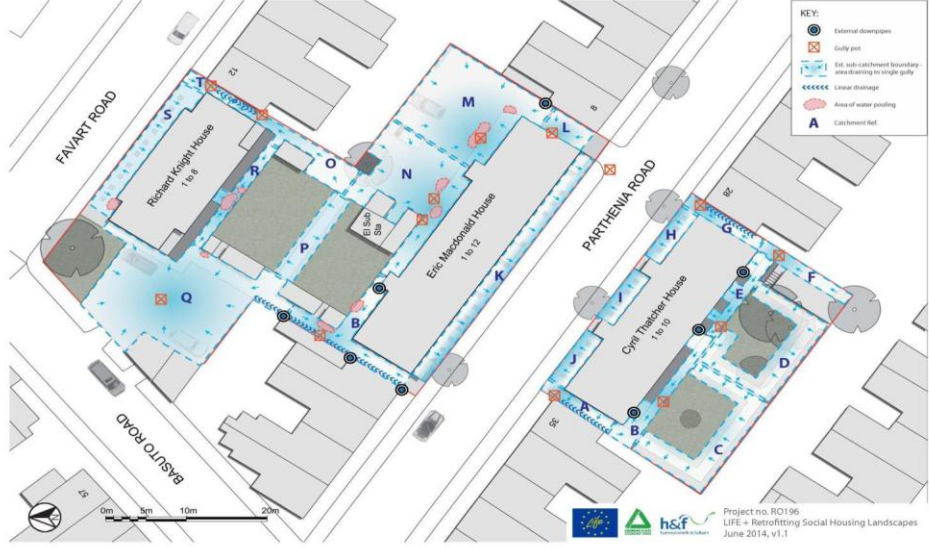 KEY:
External downpipes
Gully pot
Est. sub-catchment boundary -
area draining to single gully
Linear drainage
Area of water pooling
A
Catchment Ref.
FAVART ROAD
12
T
S
Richard Knight House
1 to 8
R
O
M
N
L
8
P
El Sub
Sta
Eric Macdonald House
1 to 12
K
PARTHENIA ROAD
28
Q
B
H
G
F
I
E
Cyril Thatcher House
1 to 10
J
D
A
B
C
35
BASUTO ROAD
57
0m 5m 10m 20m
Life
h&f
Project no. RO196
LIFE + Retrofitting Social Housing Landscapes
June 2014, v1.1